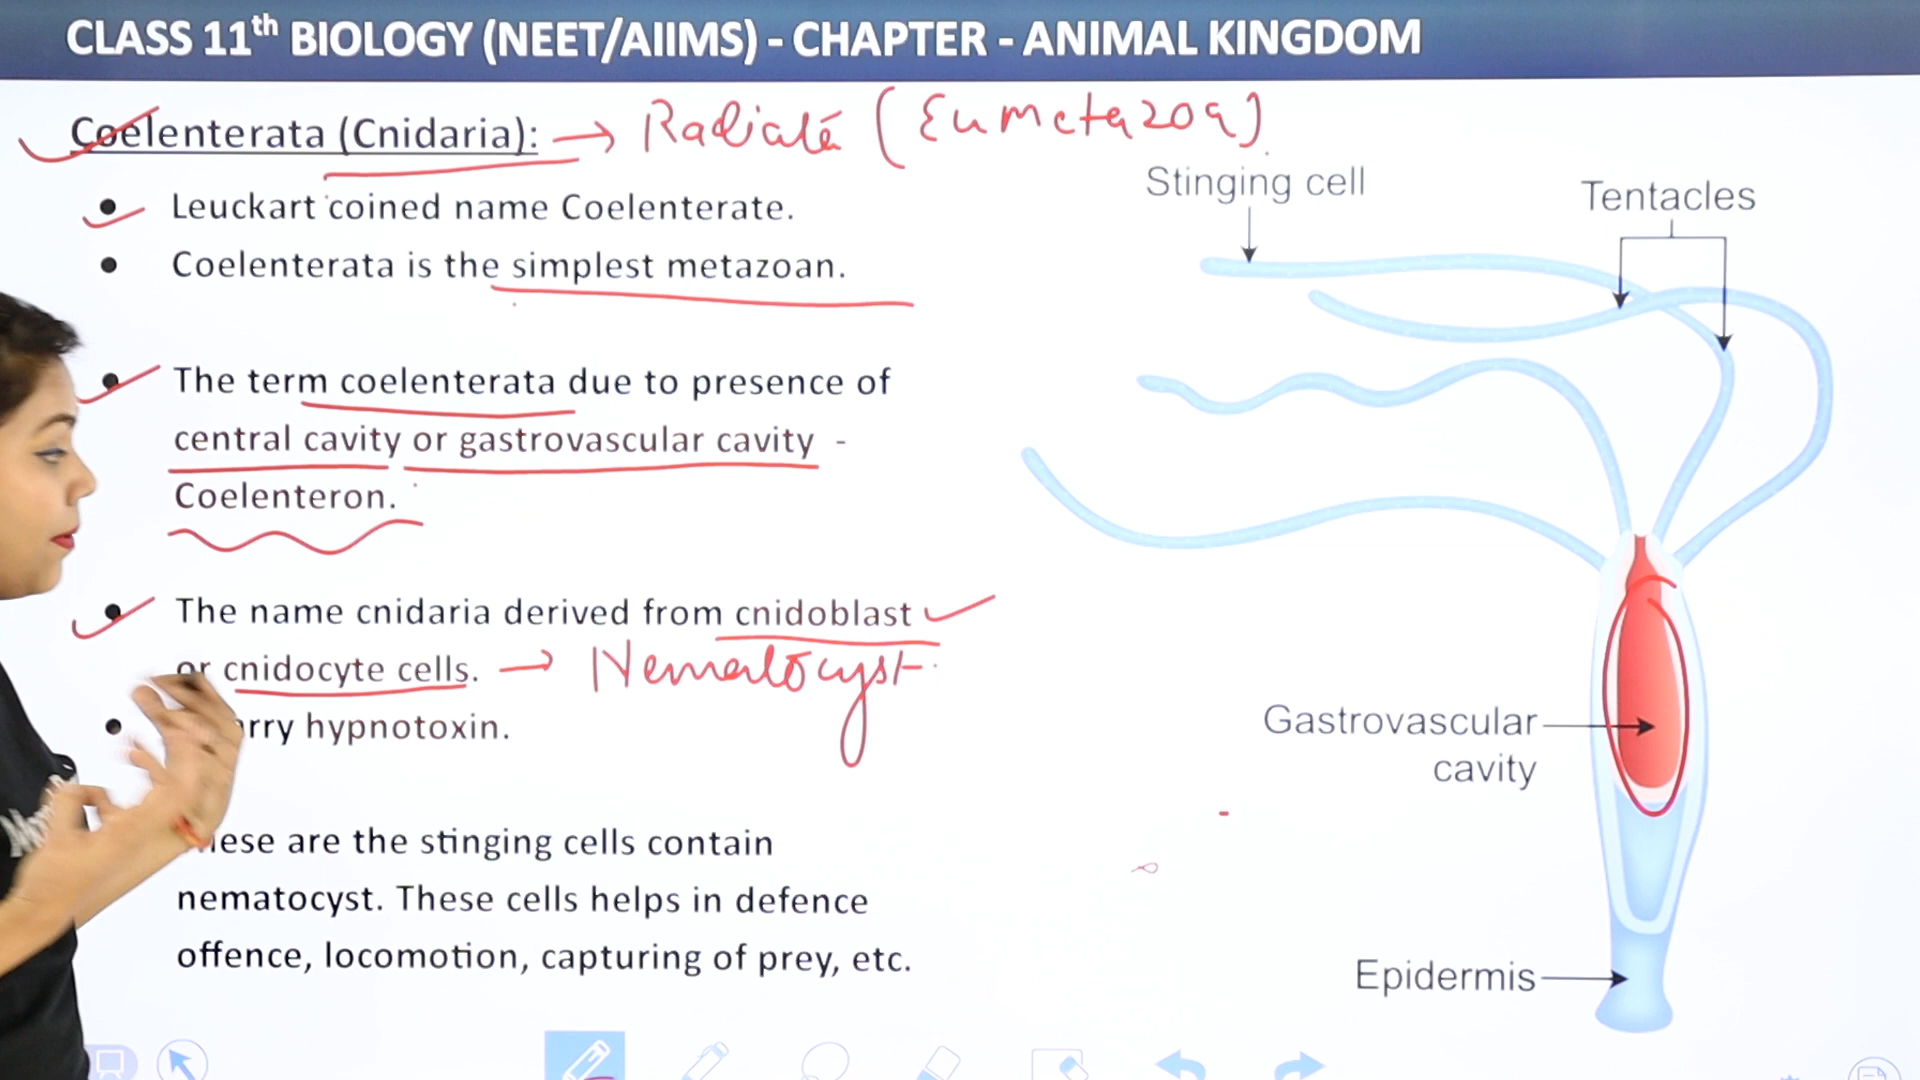 CLASS 11th BIOLOGY (NEET/AIIMS) - CHAPTER - ANIMAL KINGDOM
Coelenterata (Cnidaria): → Radiata (Eumetazoa)
Leuckart coined name Coelenterate.
Coelenterata is the simplest metazoan.
The term coelenterata due to presence of
central cavity or gastrovascular cavity -
Coelenteron.
The name cnidaria derived from cnidoblast
or cnidocyte cells. → Nematocyst
hypnotoxin.
are the stinging cells contain
nematocyst. These cells helps in defence
offence, locomotion, capturing of prey, etc.
Stinging cell
Tentacles
Gastrovascular
cavity
Epidermis